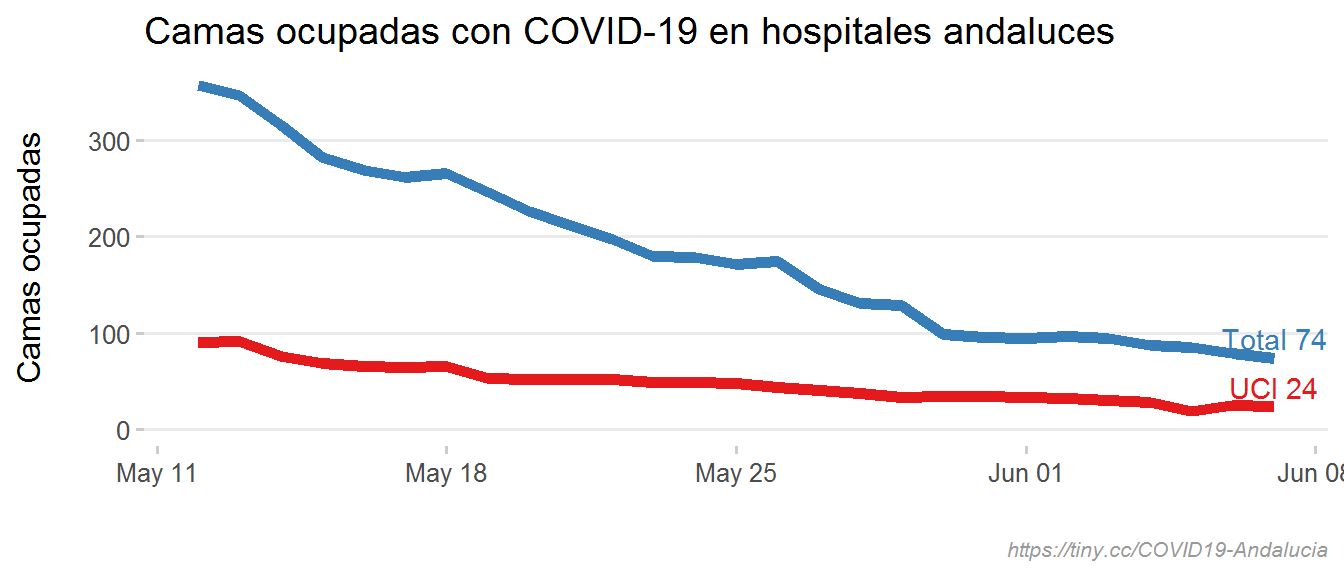 Camas ocupadas con COVID-19 en hospitales andaluces
Camas ocupadas
300
200
100
0
Total 74
UCI 24
May 11
May 18
May 25
Jun 01
Jun 08
https://tiny.cc/COVID19-Andalucia